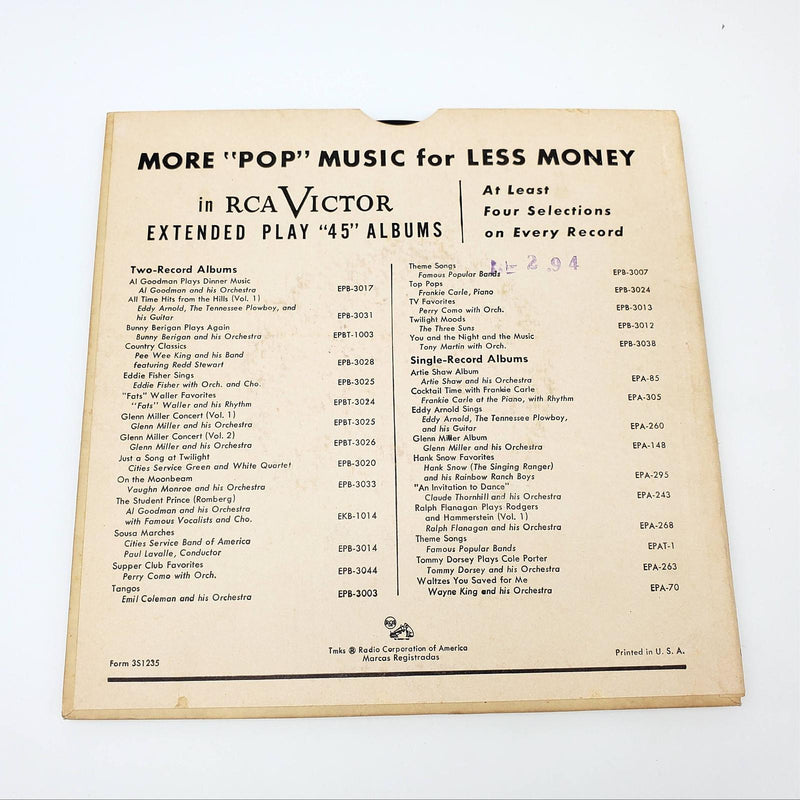 MORE "POP" MUSIC for LESS MONEY
in RCA VICTOR
EXTENDED PLAY "45" ALBUMS
At Least
Four Selections
on Every Record
Two-Record Albums
Al Goodman Plays Dinner Music
Al Goodman and his Orchestra EPB-3017
All Time Hits from the Hills (Vol. 1)
Eddy Arnold, The Tennessee Plowboy, and
his Guitar EPB-3031
Bunny Berigan Plays Again
Bunny Berigan and his Orchestra EPBT-1003
Country Classics
Pee Wee King and his Band
featuring Redd Stewart EPB-3028
Eddie Fisher Sings
Eddie Fisher with Orch. and Cho. EPB-3025
"Fats" Waller Favorites
"Fats" Waller and his Rhythm EPBT-3024
Glenn Miller Concert (Vol. 1)
Glenn Miller and his Orchestra EPBT-3025
Glenn Miller Concert (Vol. 2)
Glenn Miller and his Orchestra EPBT-3026
Just a Song at Twilight
Cities Service Green and White Quartet EPB-3020
On the Moonbeam
Vaughn Monroe and his Orchestra EPB-3033
The Student Prince (Romberg)
Al Goodman and his Orchestra
with Famous Vocalists and Cho. EKB-1014
Sousa Marches
Cities Service Band of America
Paul Lavalle, Conductor EPB-3014
Supper Club Favorites
Perry Como with Orch. EPB-3044
Tangos
Emil Coleman and his Orchestra EPB-3003
Theme Songs
Famous Popular Bands EPB-3007
2 94
Top Pops
Frankie Carle, Piano EPB-3024
TV Favorites
Perry Como with Orch. EPB-3013
Twilight Moods
The Three Suns EPB-3012
You and the Night and the Music
Tony Martin with Orch. EPB-3038
Single-Record Albums
Artie Shaw Album
Artie Shaw and his Orchestra EPA-85
Cocktail Time with Frankie Carle
Frankie Carle at the Piano, with Rhythm EPA-305
Eddy Arnold Sings
Eddy Arnold, The Tennessee Plowboy,
and his Guitar EPA-260
Glenn Miller Album
Glenn Miller and his Orchestra EPA-148
Hank Snow Favorites
Hank Snow (The Singing Ranger)
and his Rainbow Ranch Boys EPA-295
"An Invitation to Dance"
Claude Thornhill and his Orchestra EPA-243
Ralph Flanagan Plays Rodgers
and Hammerstein (Vol. 1)
Ralph Flanagan and his Orchestra EPA-268
Theme Songs
Famous Popular Bands EPAT-1
Tommy Dorsey Plays Cole Porter
Tommy Dorsey and his Orchestra EPA-263
Waltzes You Saved for Me
Wayne King and his Orchestra EPA-70
RCA
Form 3S1235
Tmks ® Radio Corporation of America
Marcas Registradas
Printed in U. S. A.